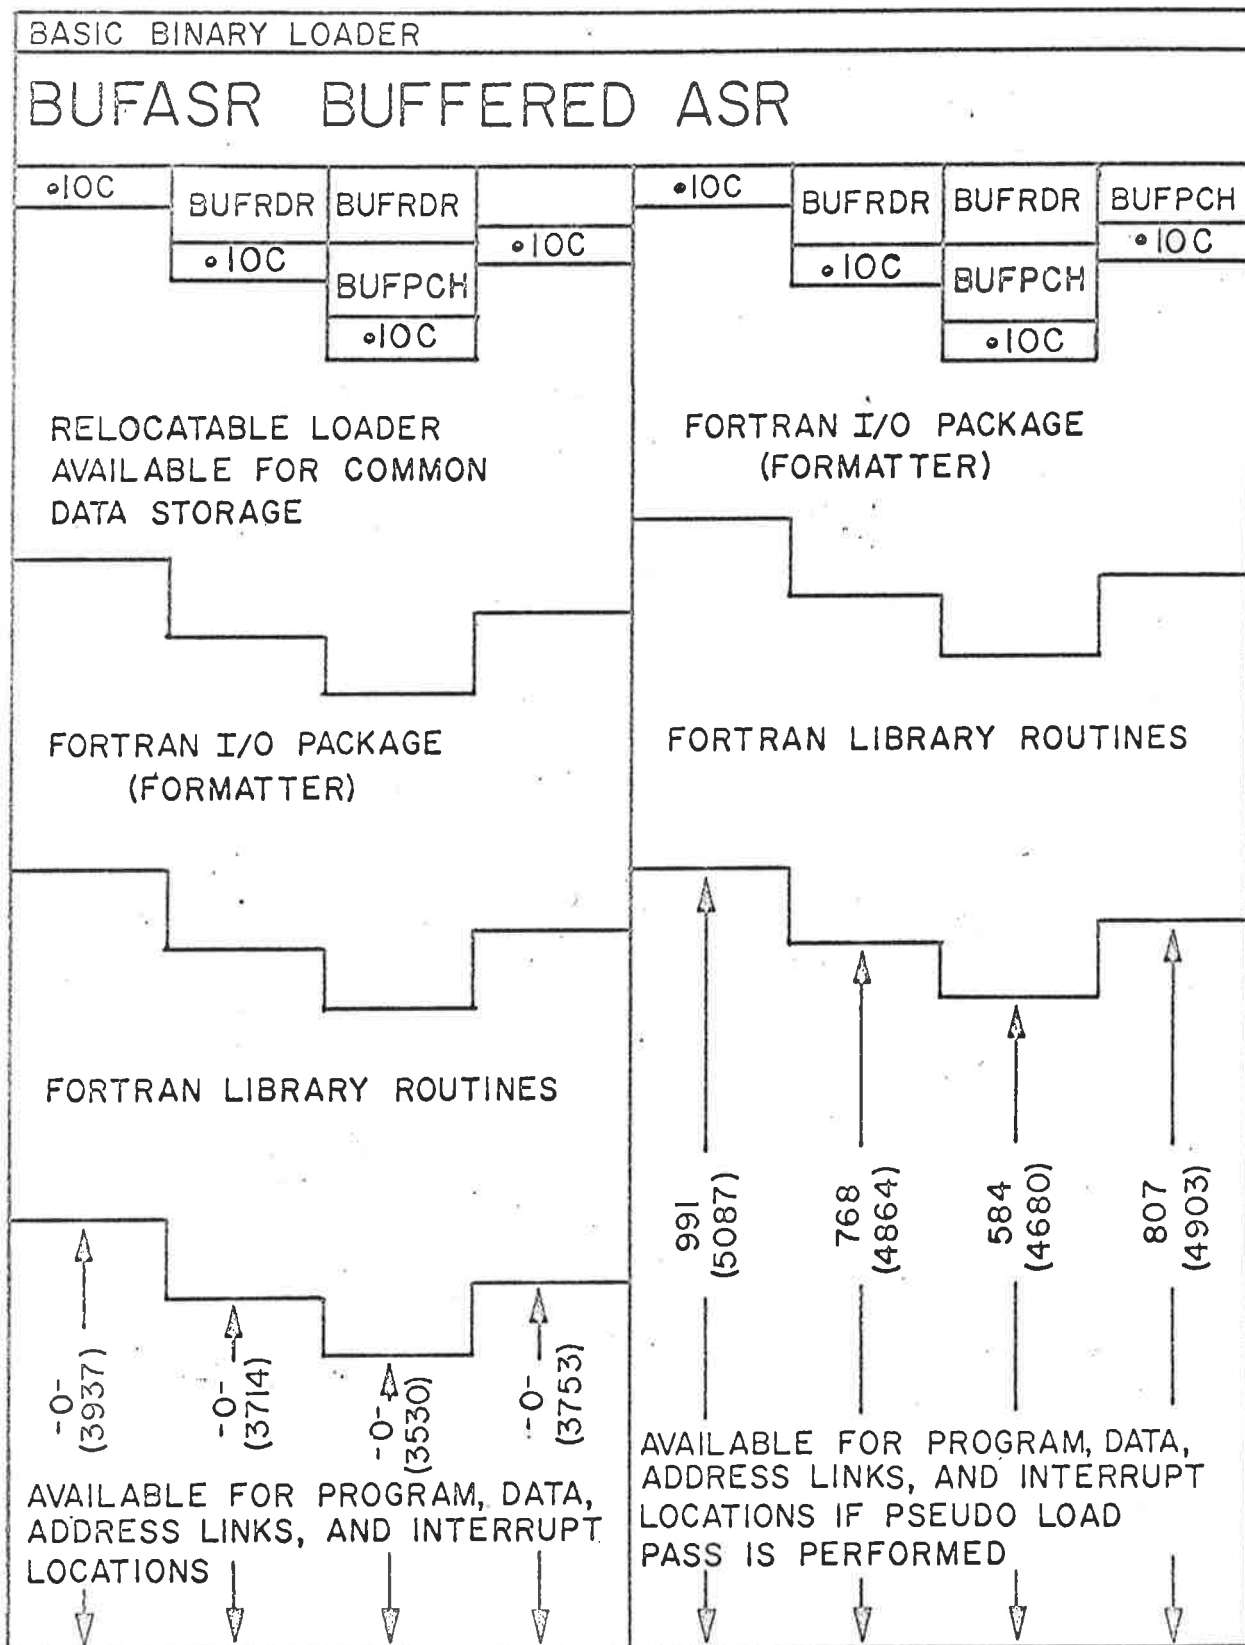 BASIC BINARY LOADER
BUFASR BUFFERED ASR
•IOC
BUFRDR
•IOC
BUFRDR
BUFPCH
•IOC
•IOC
RELOCATABLE LOADER
AVAILABLE FOR COMMON
DATA STORAGE
FORTRAN I/O PACKAGE
(FORMATTER)
FORTRAN LIBRARY ROUTINES
-0-
(3937)
-0-
(3714)
-0-
(3530)
-0-
(3753)
AVAILABLE FOR PROGRAM, DATA,
ADDRESS LINKS, AND INTERRUPT
LOCATIONS
•IOC
BUFRDR
•IOC
BUFRDR
BUFPCH
•IOC
BUFPCH
•IOC
FORTRAN I/O PACKAGE
(FORMATTER)
FORTRAN LIBRARY ROUTINES
991
(5087)
768
(4864)
584
(4680)
807
(4903)
AVAILABLE FOR PROGRAM, DATA,
ADDRESS LINKS, AND INTERRUPT
LOCATIONS IF PSEUDO LOAD
PASS IS PERFORMED